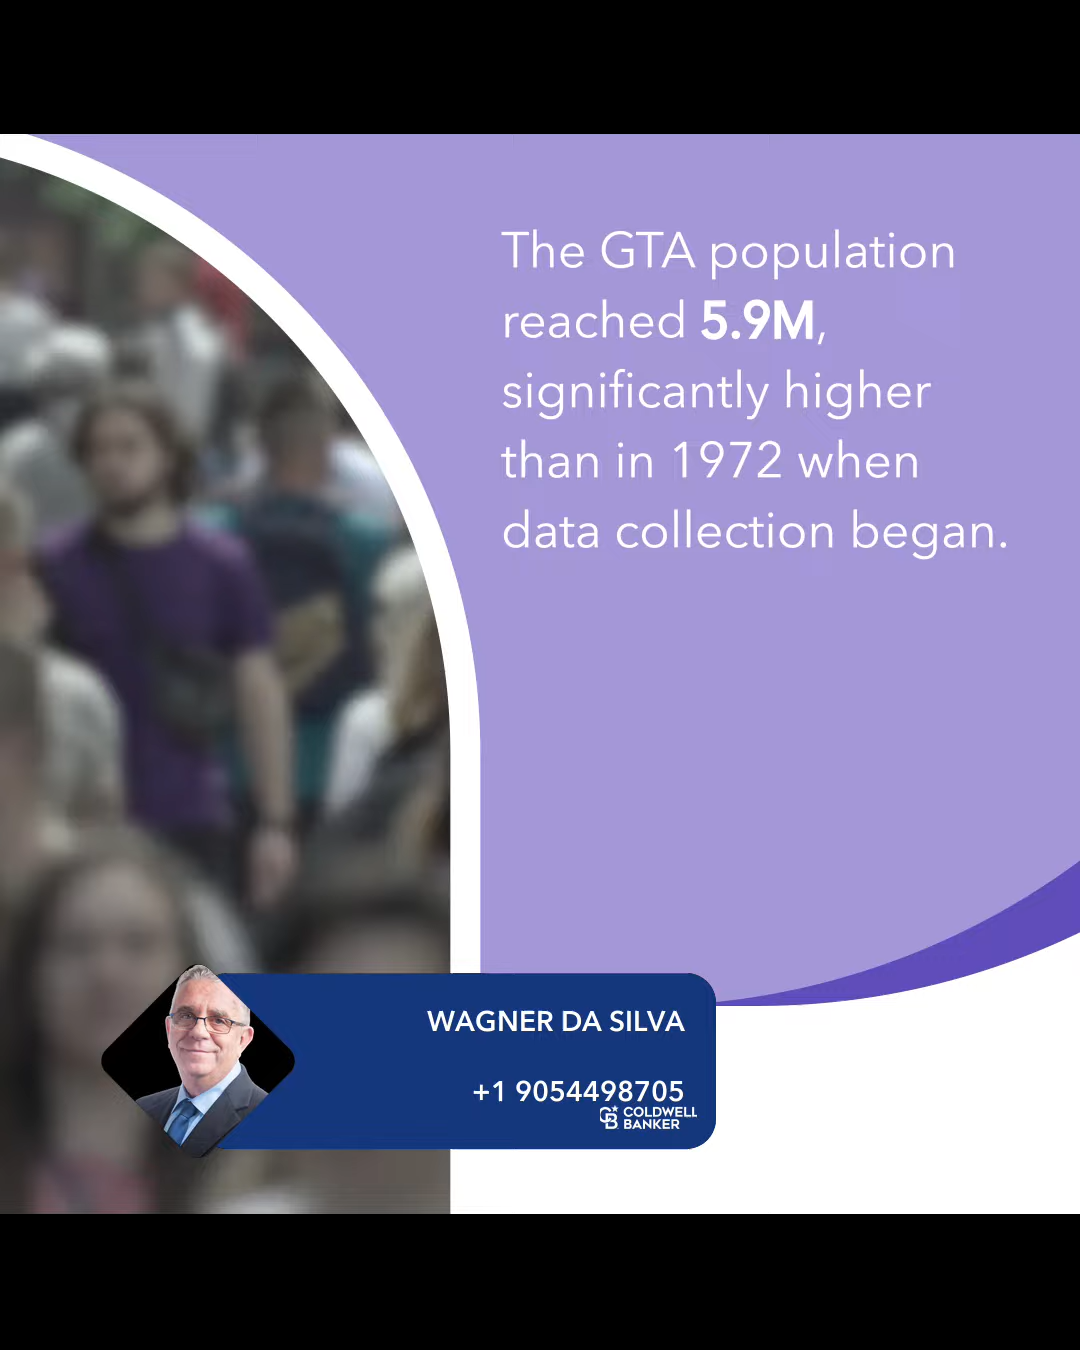 The GTA population
reached 5.9M,
significantly higher
than in 1972 when
data collection began.
WAGNER DA SILVA
+1 9054498705
CB COLDWELL
BANKER